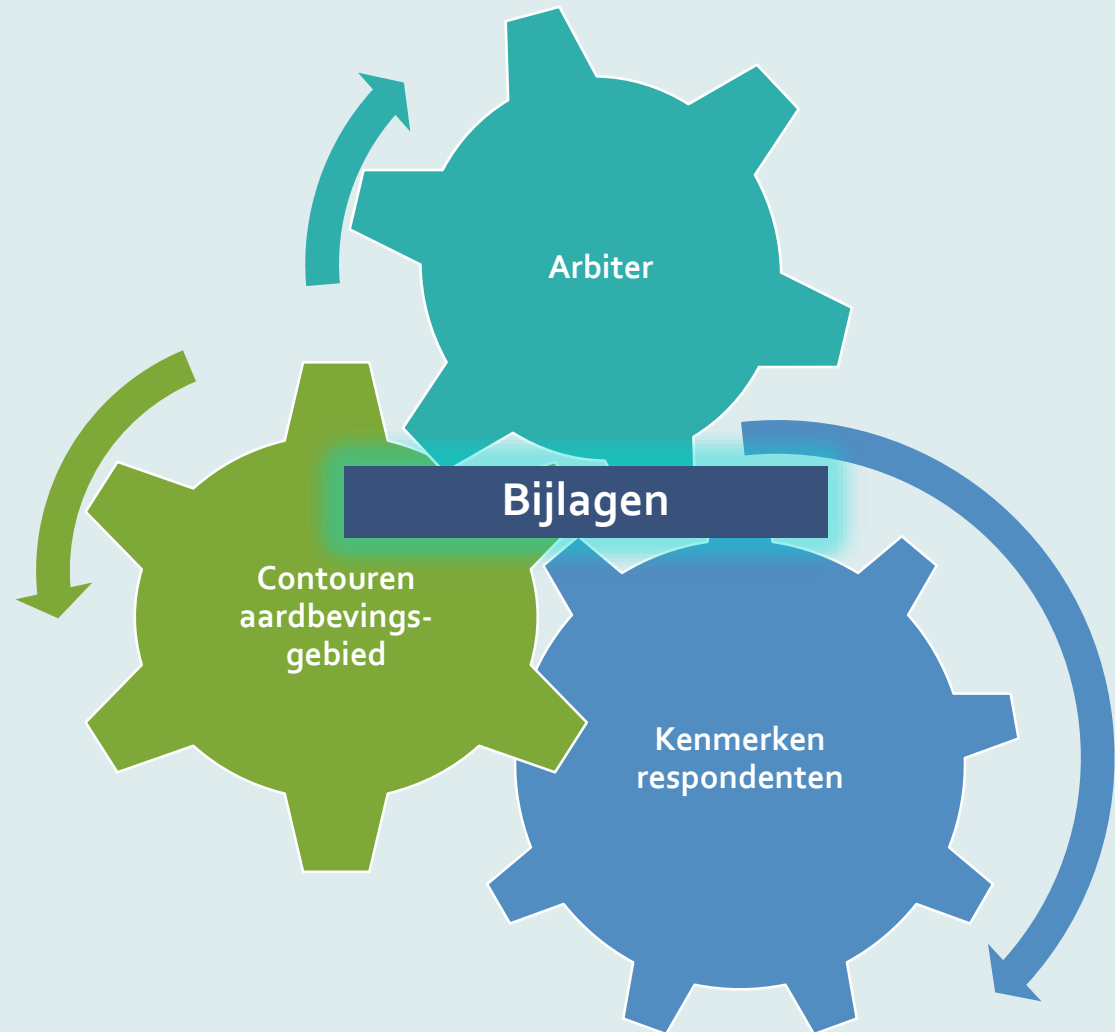 Arbiter
Bijlagen
Contouren
aardbevings-
gebied
Kenmerken
respondenten